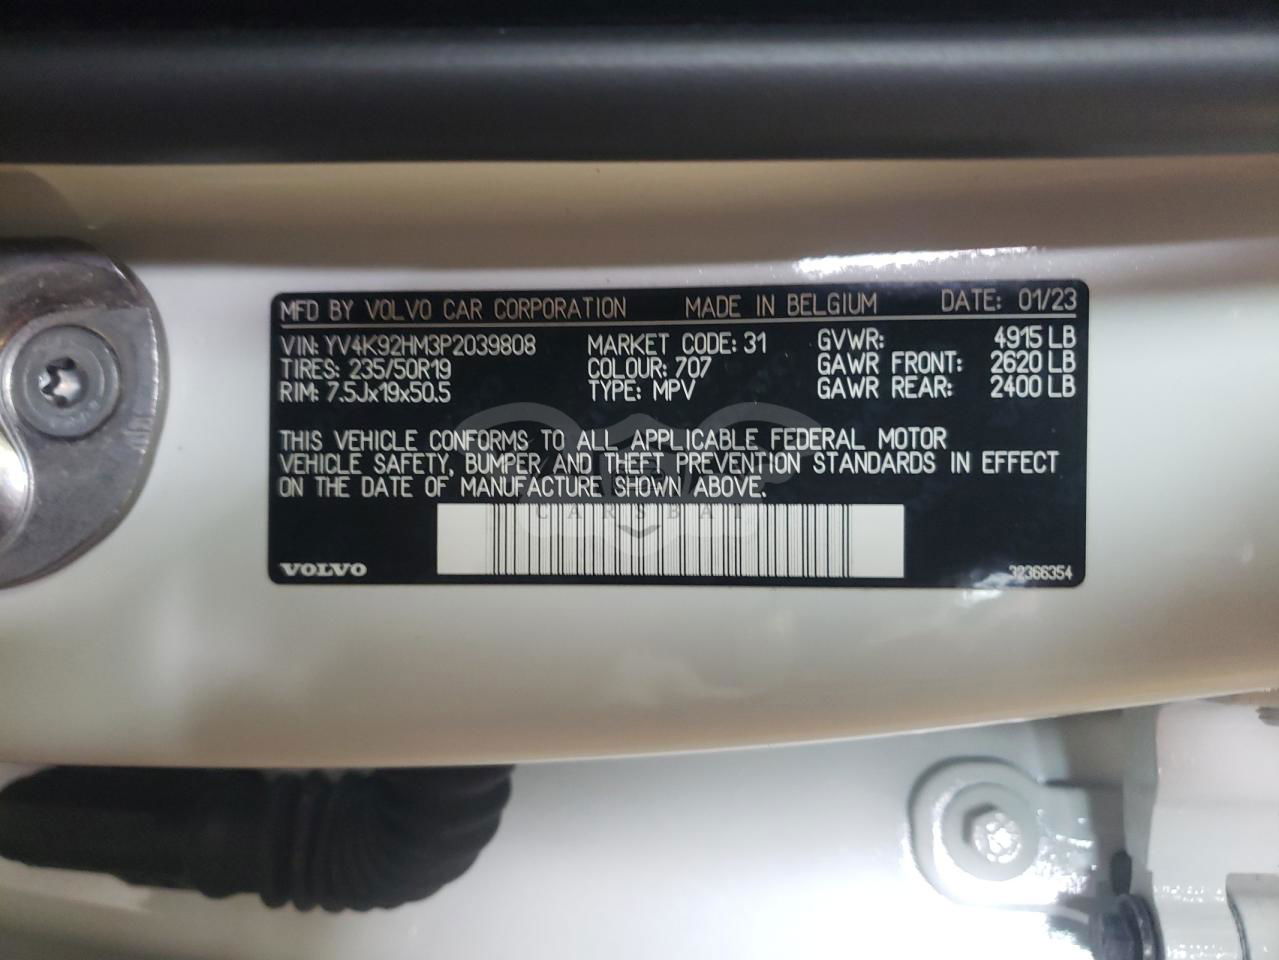 MFD BY VOLVO CAR CORPORATION MADE IN BELGIUM DATE: 01/23
VIN: YV4K92HM3P2039808 MARKET CODE: 31 GVWR: 4915 LB
TIRES: 235/50R19 COLOUR: 707 GAWR FRONT: 2620 LB
RIM: 7.5Jx19x50.5 TYPE: MPV GAWR REAR: 2400 LB
THIS VEHICLE CONFORMS TO ALL APPLICABLE FEDERAL MOTOR
VEHICLE SAFETY, BUMPER AND THEFT PREVENTION STANDARDS IN EFFECT
ON THE DATE OF MANUFACTURE SHOWN ABOVE.
CARSBAT
VOLVO 32366354